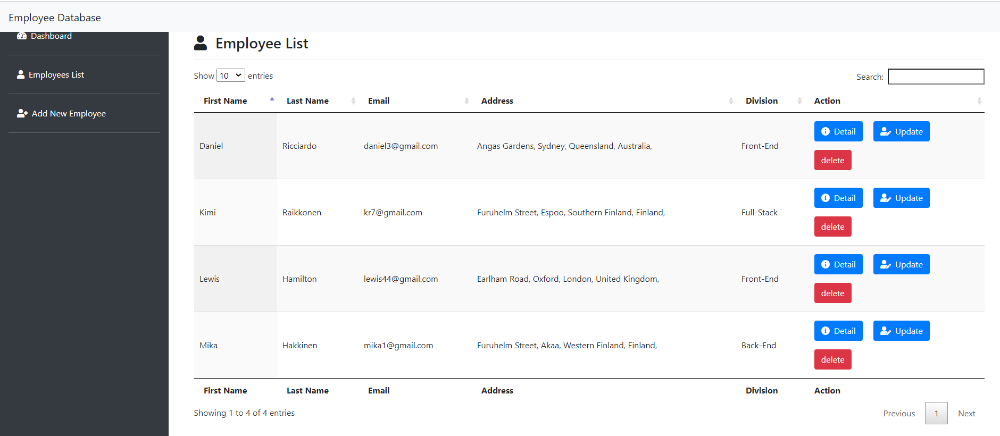 Employee Database
Dashboard
Employees List
Add New Employee
Employee List
Show 10 entries
Search:
First Name Last Name Email Address Division Action
Daniel Ricciardo daniel3@gmail.com Angas Gardens, Sydney, Queensland, Australia, Front-End Detail Update
delete
Kimi Raikkonen kr7@gmail.com Furuhelm Street, Espoo, Southern Finland, Finland, Full-Stack Detail Update
delete
Lewis Hamilton lewis44@gmail.com Earlham Road, Oxford, London, United Kingdom, Front-End Detail Update
delete
Mika Hakkinen mika1@gmail.com Furuhelm Street, Akaa, Western Finland, Finland, Back-End Detail Update
delete
First Name Last Name Email Address Division Action
Showing 1 to 4 of 4 entries
Previous 1 Next